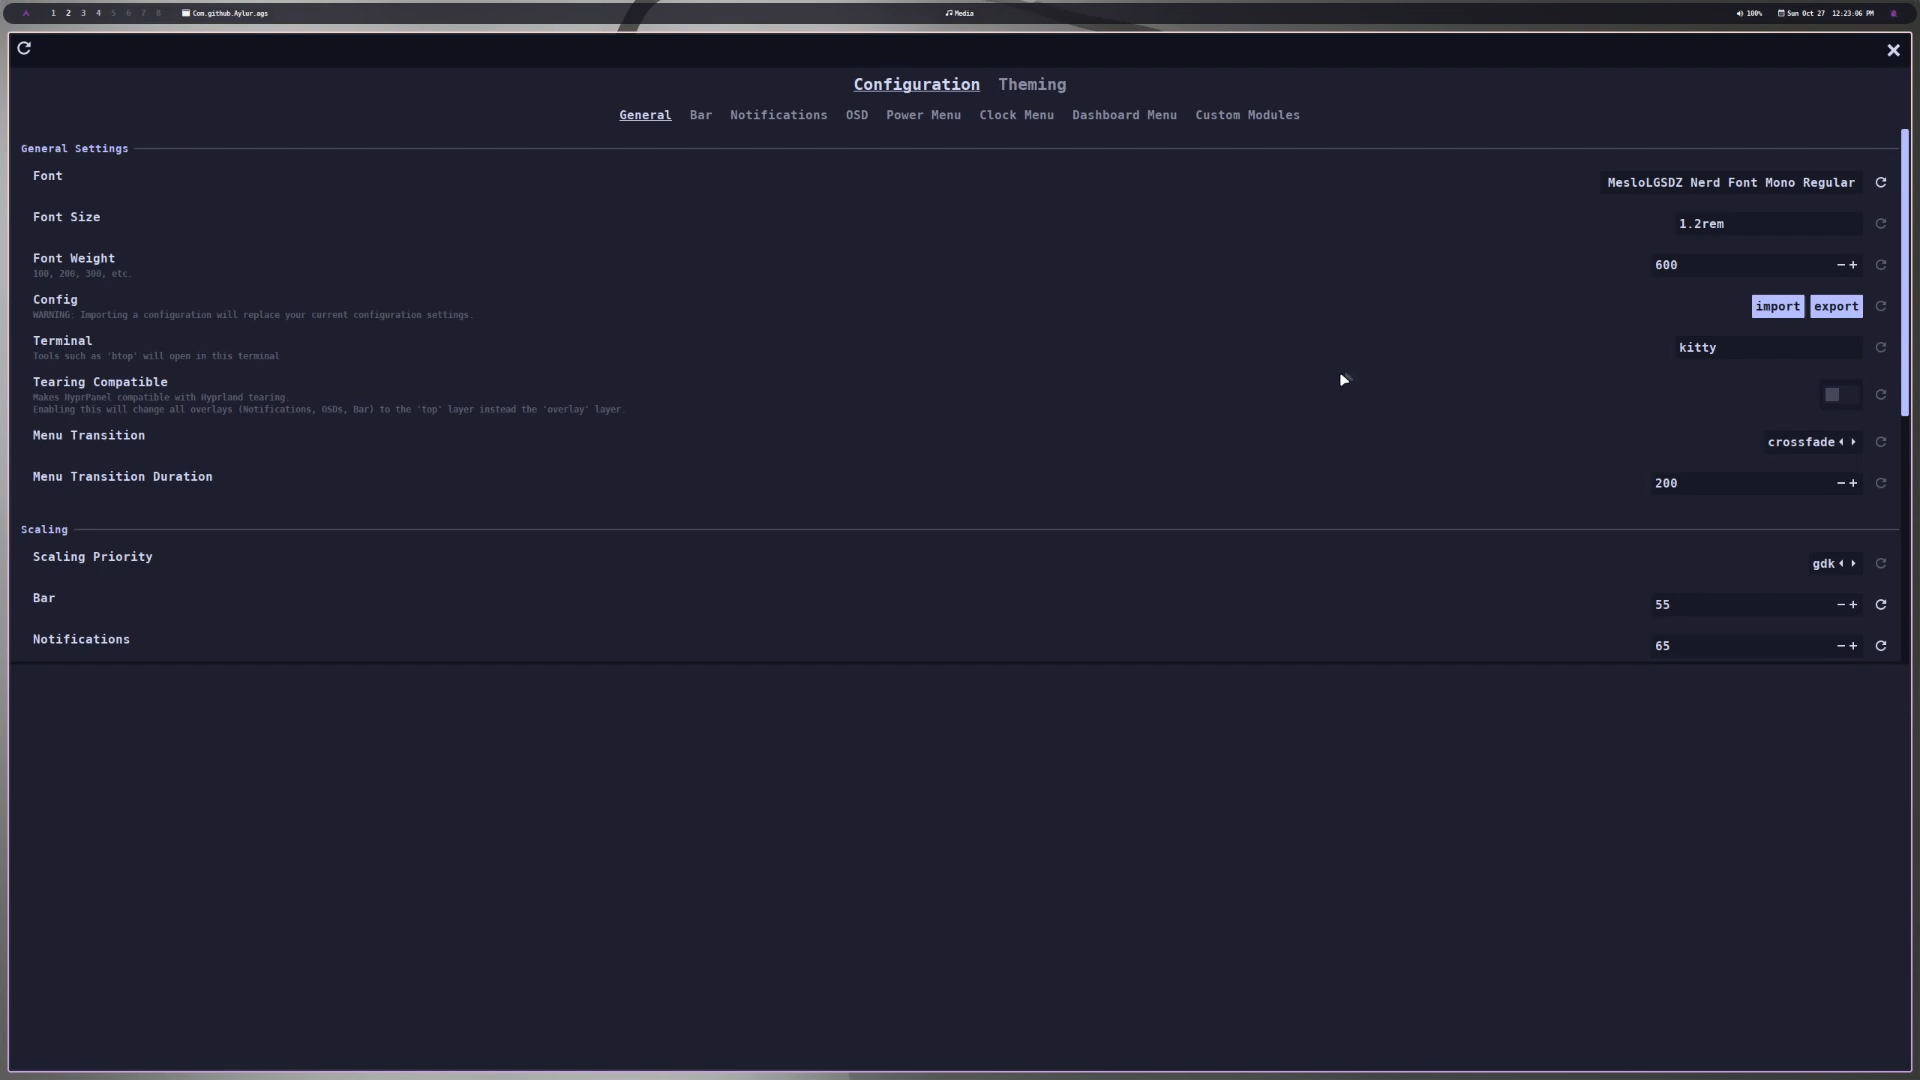 1 2 3 4 5 6 7 8 Com.github.Aylur.ags Media 100% Sun Oct 27 12:23:06 PM
Configuration Theming
General Bar Notifications OSD Power Menu Clock Menu Dashboard Menu Custom Modules
General Settings
Font MesloLGSDZ Nerd Font Mono Regular
Font Size 1.2rem
Font Weight 600
100, 200, 300, etc.
Config import export
WARNING: Importing a configuration will replace your current configuration settings.
Terminal kitty
Tools such as 'btop' will open in this terminal
Tearing Compatible
Makes HyprPanel compatible with Hyprland tearing.
Enabling this will change all overlays (Notifications, OSDs, Bar) to the 'top' layer instead the 'overlay' layer.
Menu Transition crossfade
Menu Transition Duration 200
Scaling
Scaling Priority gdk
Bar 55
Notifications 65